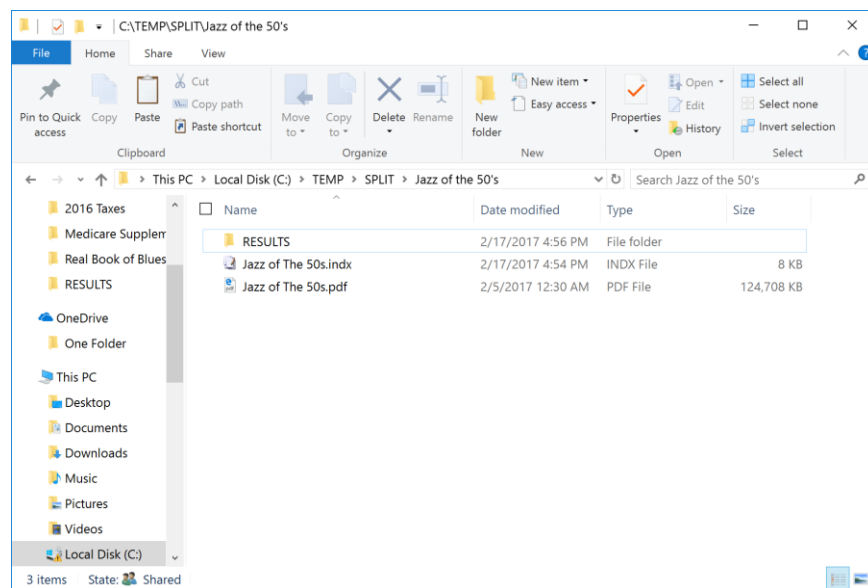 C:\TEMP\SPLIT\Jazz of the 50's
File Home Share View
Pin to Quick access
Copy
Paste
Cut
Copy path
Paste shortcut
Clipboard
Move to
Copy to
Delete
Rename
Organize
New folder
New item
Easy access
New
Properties
Open
Edit
History
Open
Select all
Select none
Invert selection
Select
This PC > Local Disk (C:) > TEMP > SPLIT > Jazz of the 50's
Search Jazz of the 50's
2016 Taxes
Medicare Supplem
Real Book of Blues
RESULTS
OneDrive
One Folder
This PC
Desktop
Documents
Downloads
Music
Pictures
Videos
Local Disk (C:)
Name Date modified Type Size
RESULTS 2/17/2017 4:56 PM File folder
Jazz of The 50s.indx 2/17/2017 4:54 PM INDX File 8 KB
Jazz of The 50s.pdf 2/5/2017 12:30 AM PDF File 124,708 KB
3 items State: Shared